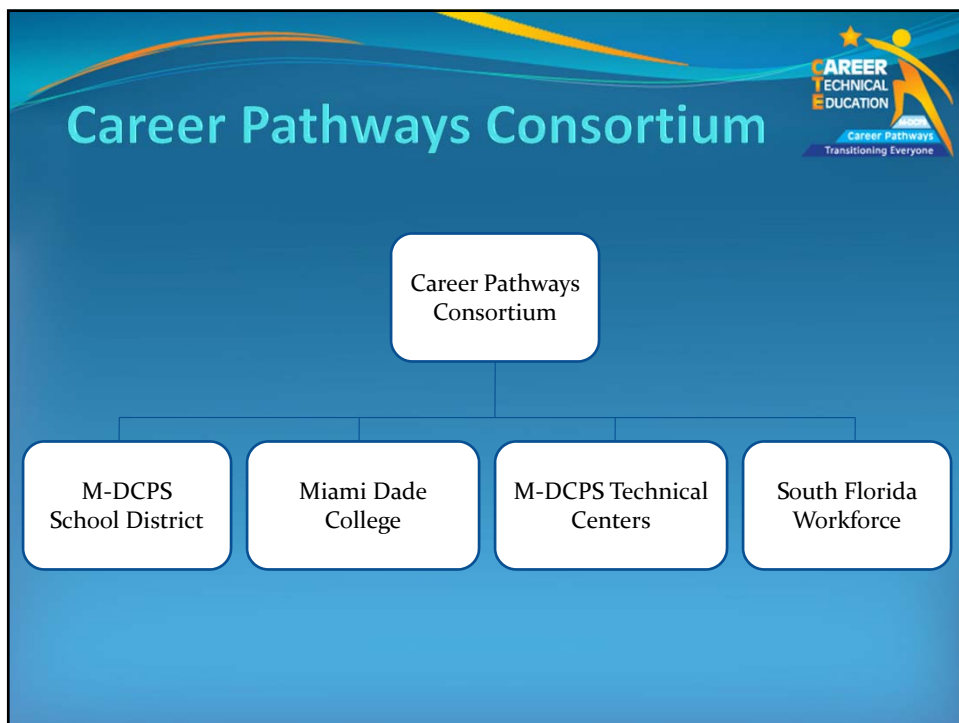 CAREER
TECHNICAL
EDUCATION
M-DCPS
Career Pathways
Transitioning Everyone
Career Pathways Consortium
Career Pathways
Consortium
M-DCPS
School District
Miami Dade
College
M-DCPS Technical
Centers
South Florida
Workforce